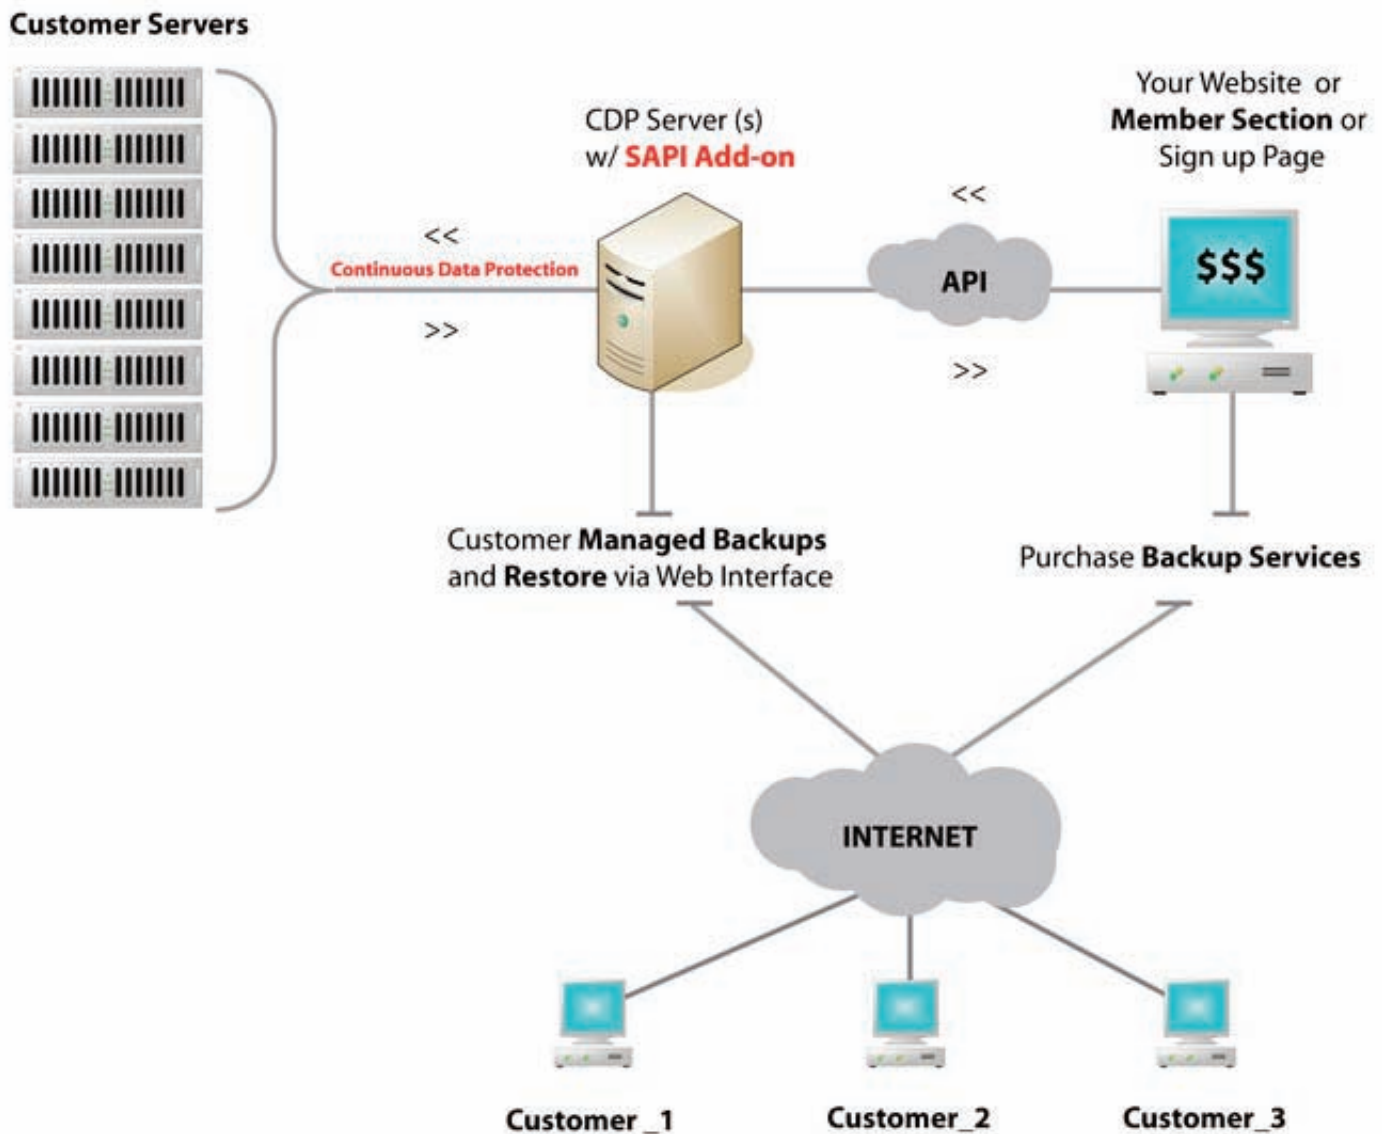 Customer Servers
CDP Server (s)
w/ SAPI Add-on
Your Website or
Member Section or
Sign up Page
<<
Continuous Data Protection
>>
<<
API
>>
$$$
Customer Managed Backups
and Restore via Web Interface
Purchase Backup Services
INTERNET
Customer _1
Customer_2
Customer_3